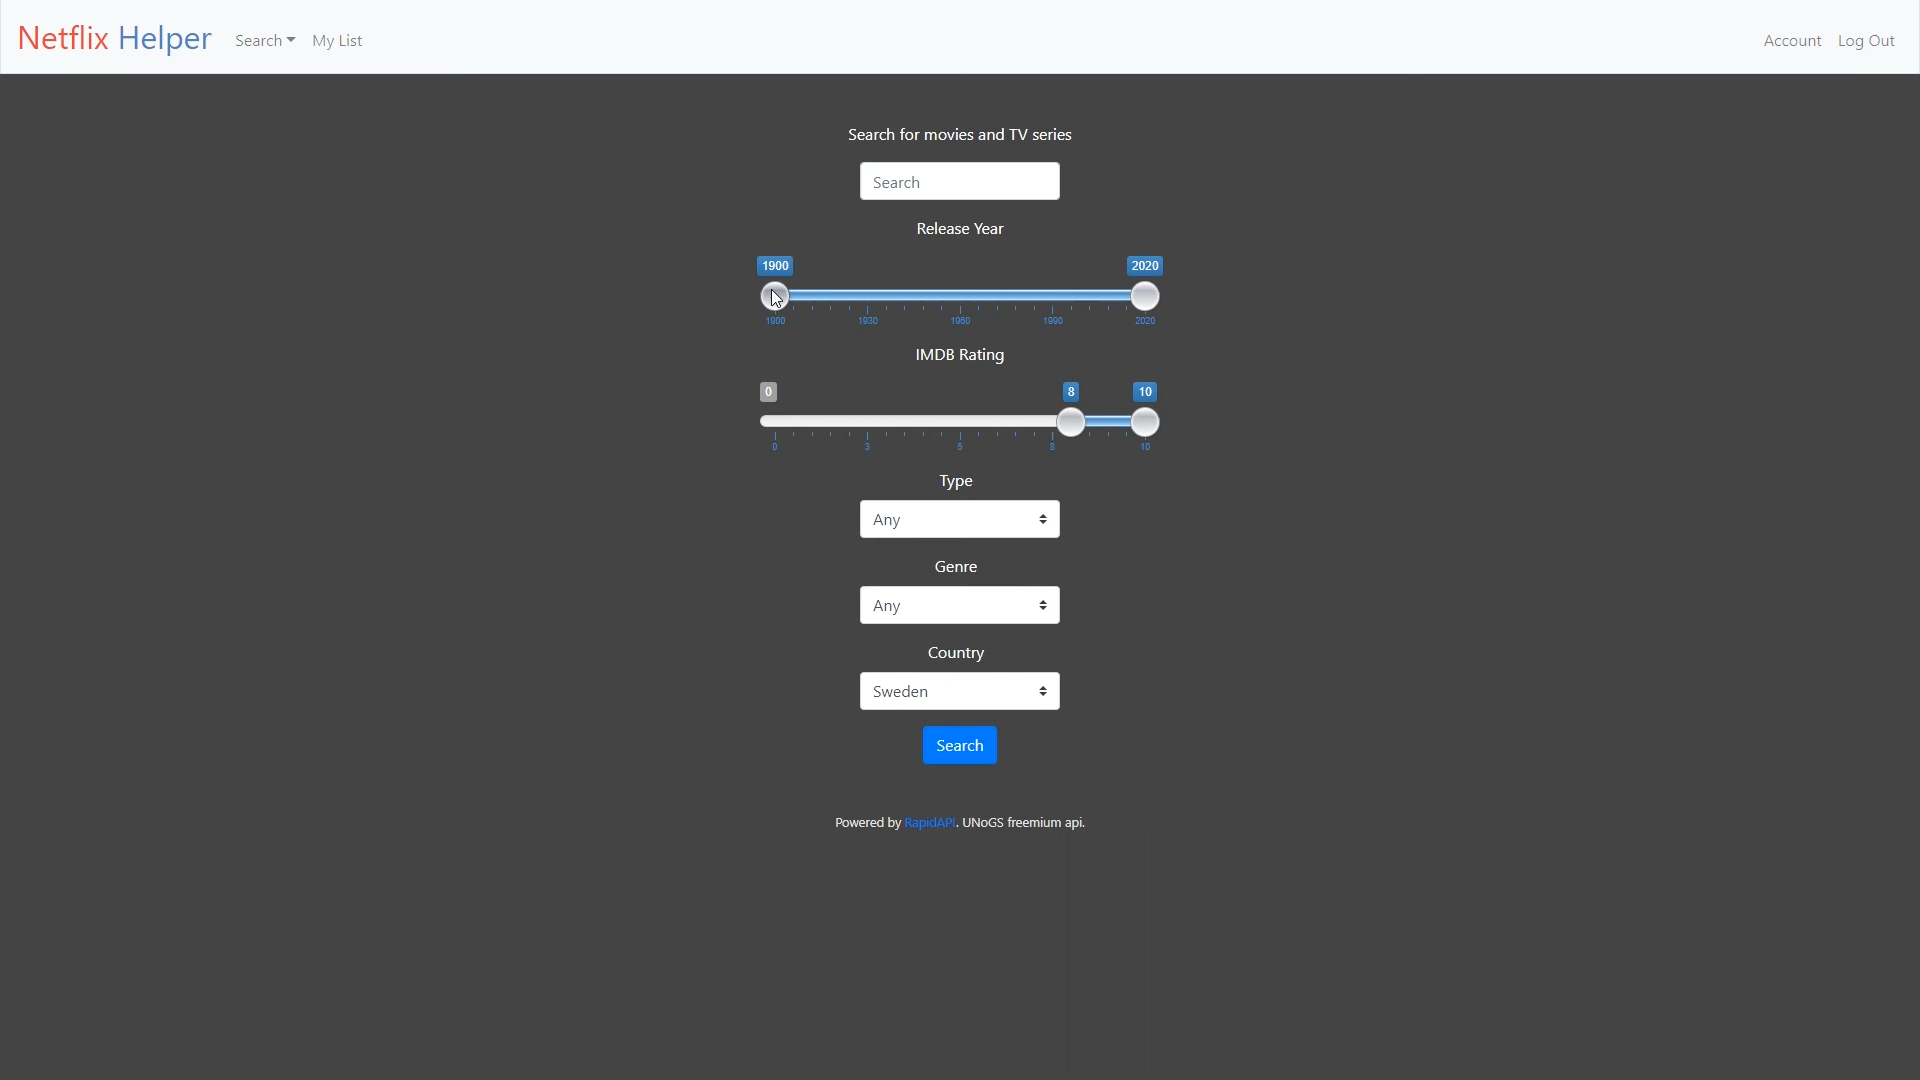 Netflix Helper Search My List Account Log Out
Search for movies and TV series
Search
Release Year
1900 2020
1900 1930 1960 1990 2020
IMDB Rating
0 8 10
0 3 5 8 10
Type
Any
Genre
Any
Country
Sweden
Search
Powered by RapidAPI. UNoGS freemium api.